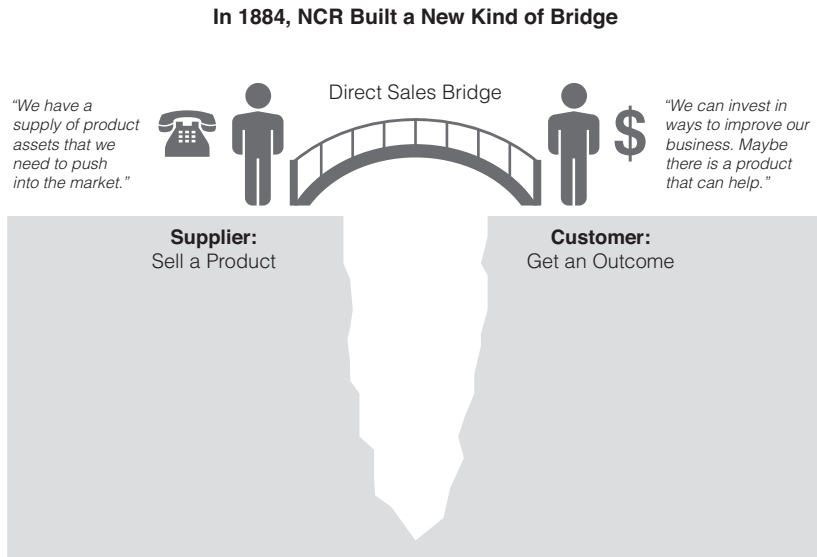 In 1884, NCR Built a New Kind of Bridge
Direct Sales Bridge
“We have a
supply of product
assets that we
need to push
into the market.”
$
“We can invest in
ways to improve our
business. Maybe
there is a product
that can help.”
Supplier:
Sell a Product
Customer:
Get an Outcome